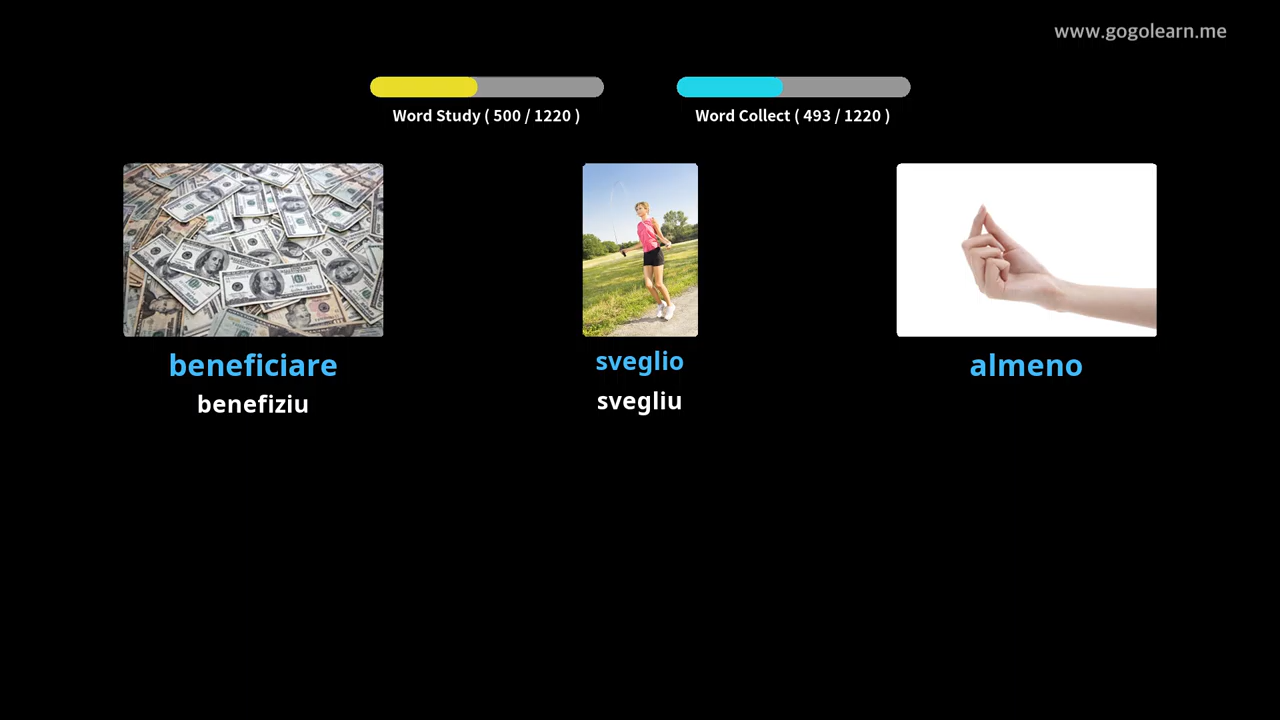 www.gogolearn.me
Word Study ( 500 / 1220 )
Word Collect ( 493 / 1220 )
beneficiare
benefiziu
sveglio
svegliu
almeno